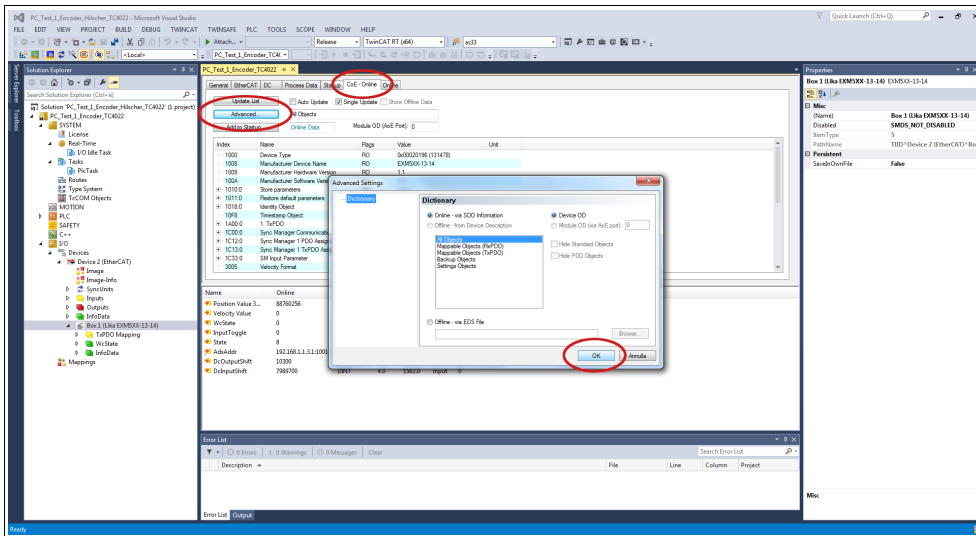 PC_Test_1_Encoder_Hilscher_TC4022 - Microsoft Visual Studio
Quick Launch (Ctrl+Q)
FILE EDIT VIEW PROJECT BUILD DEBUG TWINCAT TWINSAFE PLC TOOLS SCOPE WINDOW HELP
Attach... Release TwinCAT RT (x64) as33
<Local> PC_Test_1_Encoder_TC4(
Server Explorer
Toolbox
Solution Explorer
Search Solution Explorer (Ctrl+è)
Solution 'PC_Test_1_Encoder_Hilscher_TC4022' (1 project)
PC_Test_1_Encoder_TC4022
SYSTEM
License
Real-Time
I/O Idle Task
Tasks
PlcTask
Routes
Type System
TcCOM Objects
MOTION
PLC
SAFETY
C++
I/O
Devices
Device 2 (EtherCAT)
Image
Image-Info
SyncUnits
Inputs
Outputs
InfoData
Box 1 (Lika EXM5XX-13-14)
TxPDO Mapping
WcState
InfoData
Mappings
PC_Test_1_Encoder_TC4022
General EtherCAT DC Process Data Startup CoE - Online Online
Update List Auto Update Single Update Show Offline Data
Advanced... All Objects
Add to Startup... Online Data Module OD (AoE Port): 0
Index Name Flags Value Unit
1000 Device Type RO 0x00020196 (131478)
1008 Manufacturer Device Name RO EXM5XX-13-14
1009 Manufacturer Hardware Version RO 1.1
100A Manufacturer Software Vers
1010:0 Store parameters
1011:0 Restore default parameters
1018:0 Identity Object
10F8 Timestamp Object
1A00:0 1. TxPDO
1C00:0 Sync Manager Communicatio
1C12:0 Sync Manager 1 PDO Assign
1C13:0 Sync Manager 1 TxPDO Ass
1C33:0 SM Input Parameter
3005 Velocity Format
Advanced Settings
Dictionary
Dictionary
Online - via SDO Information
Offline - from Device Description
Device OD
Module OD (via AoE port) 0
All Objects
Mappable Objects (RxPDO)
Mappable Objects (TxPDO)
Backup Objects
Settings Objects
Hide Standard Objects
Hide PDO Objects
Offline - via EDS File
Browse...
OK Annulla
Name Online
Position Value 3... 88760256
Velocity Value 0
WcState 0
InputToggle 0
State 8
AdsAddr 192.168.1.1.3.1:1001
DcOutputShift 10300
DcInputShift 7989700 DINT 4.0 1562.0 Input 0
Error List
0 Errors 0 Warnings 0 Messages Clear
Search Error List
Description File Line Column Project
Error List Output
Properties
Box 1 (Lika EXM5XX-13-14) EXM5XX-13-14
Misc
(Name) Box 1 (Lika EXM5XX-13-14)
Disabled SMDS_NOT_DISABLED
ItemType 5
PathName TIID^Device 2 (EtherCAT)^Bo
Persistent
SaveInOwnFile False
Misc
Ready